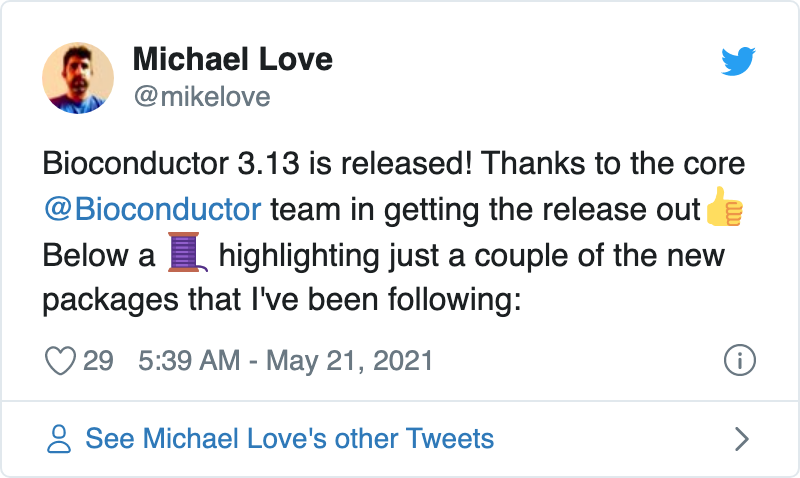 Michael Love
@mikelove
Bioconductor 3.13 is released! Thanks to the core
@Bioconductor team in getting the release out👍
Below a 🧵 highlighting just a couple of the new
packages that I've been following:
29 5:39 AM - May 21, 2021
See Michael Love's other Tweets